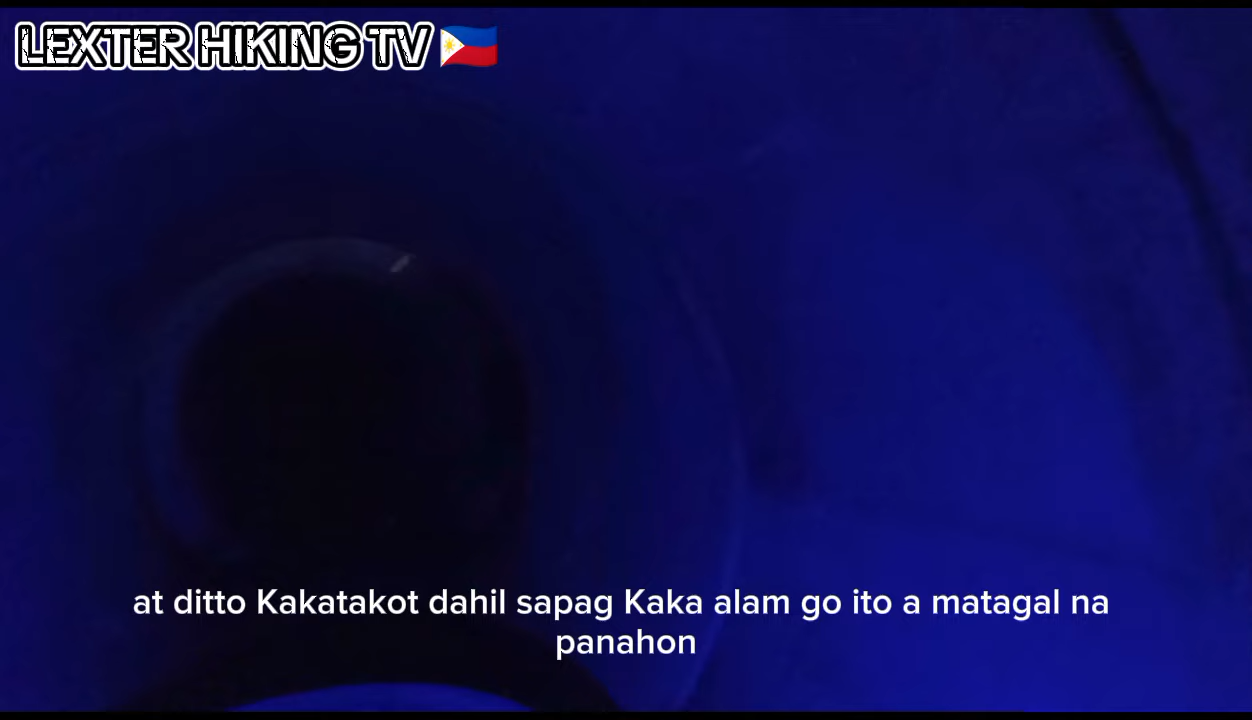 LEXTER HIKING TV
at ditto Kakatakot dahil sapag Kaka alam go ito a matagal na
panahon